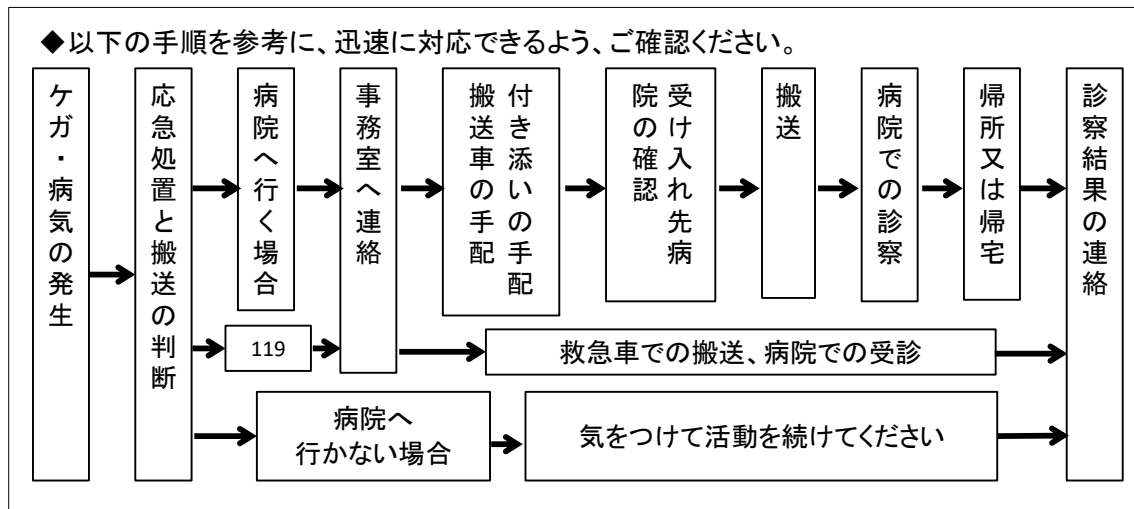 ◆以下の手順を参考に、迅速に対応できるよう、ご確認ください。
ケガ・病気の発生
応急処置と搬送の判断
病院へ行く場合
事務室へ連絡
付き添いの手配
搬送車の手配
受け入れ先病
院の確認
搬送
病院での診察
帰所又は帰宅
診察結果の連絡
119
救急車での搬送、病院での受診
病院へ
行かない場合
気をつけて活動を続けてください